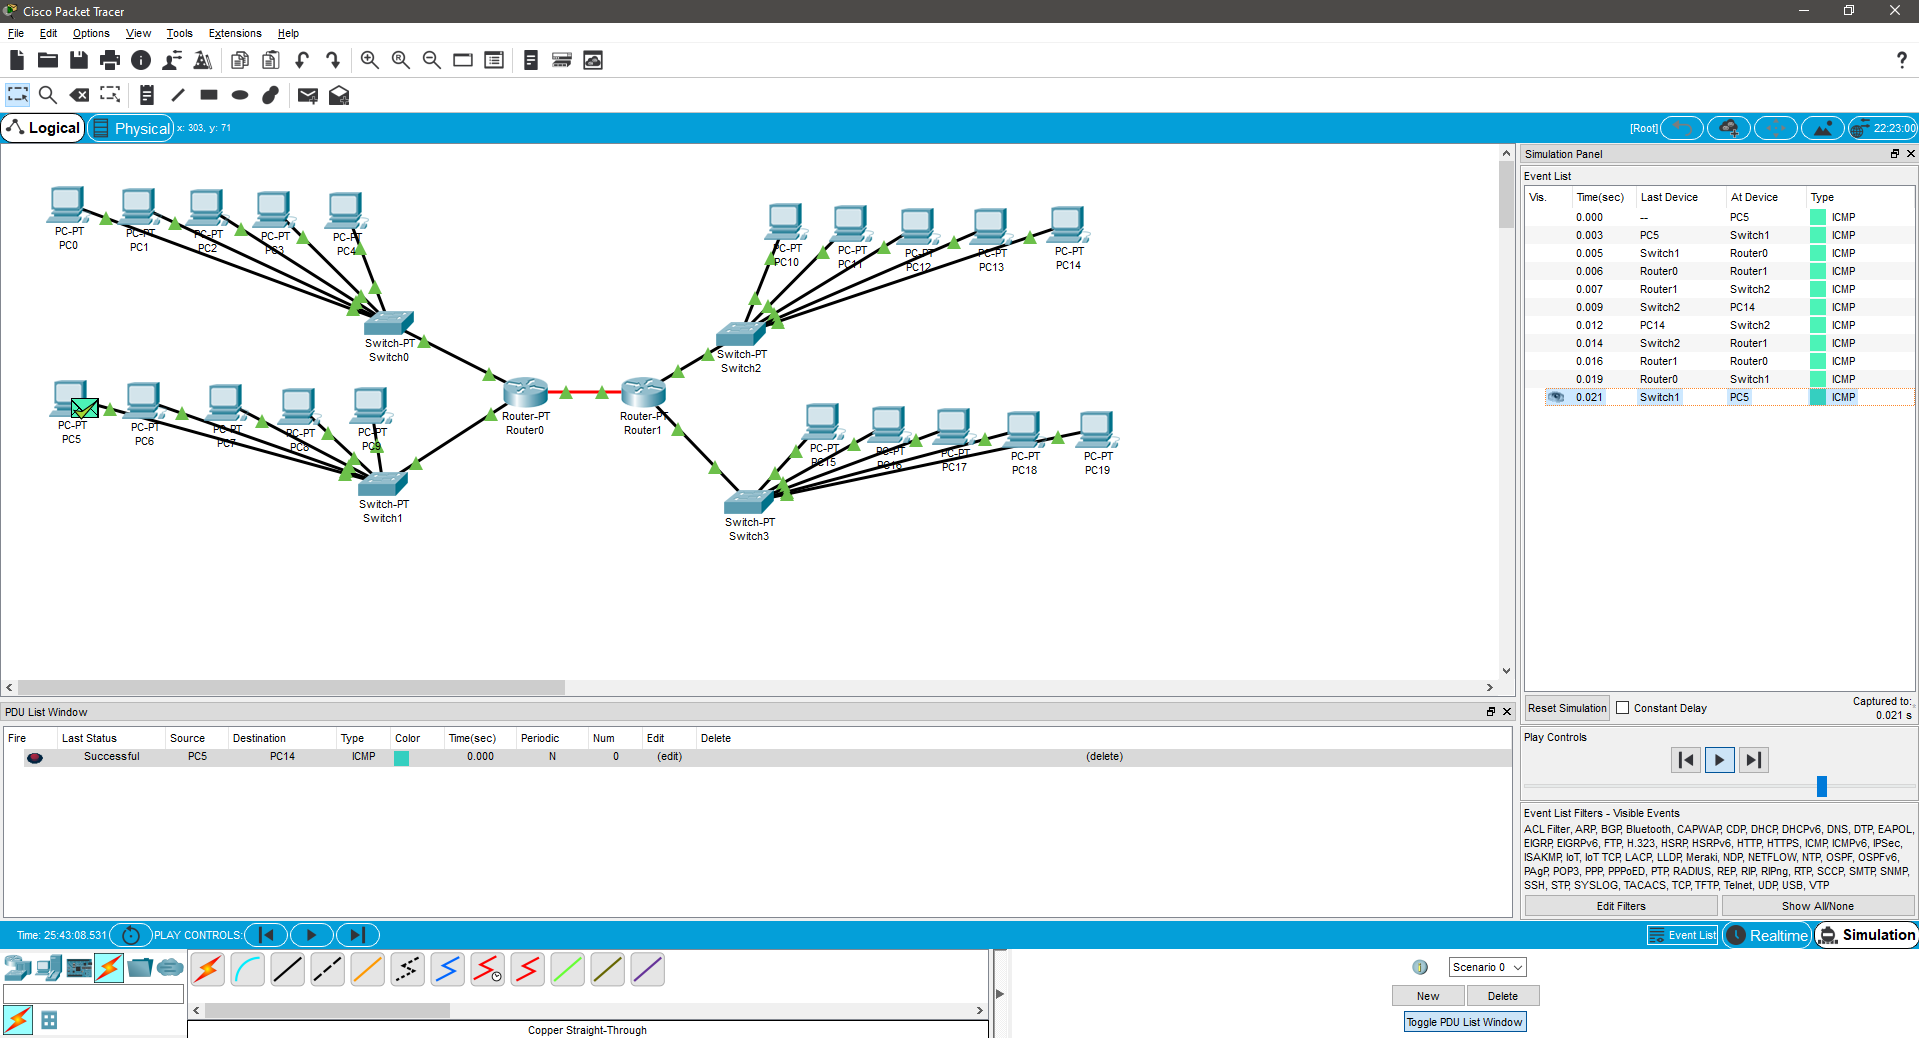 Cisco Packet Tracer
File Edit Options View Tools Extensions Help
Logical Physical x: 303, y: 71 [Root] 22:23:00
PC-PT
PC0
PC-PT
PC1
PC-PT
PC2
PC-PT
PC3
PC-PT
PC4
Switch-PT
Switch0
PC-PT
PC10
PC-PT
PC11
PC-PT
PC12
PC-PT
PC13
PC-PT
PC14
Switch-PT
Switch2
PC-PT
PC5
PC-PT
PC6
PC-PT
PC7
PC-PT
PC8
PC-PT
PC9
Switch-PT
Switch1
Router-PT
Router0
Router-PT
Router1
PC-PT
PC15
PC-PT
PC16
PC-PT
PC17
PC-PT
PC18
PC-PT
PC19
Switch-PT
Switch3
Simulation Panel
Event List
Vis. Time(sec) Last Device At Device Type
0.000 -- PC5 ICMP
0.003 PC5 Switch1 ICMP
0.005 Switch1 Router0 ICMP
0.006 Router0 Router1 ICMP
0.007 Router1 Switch2 ICMP
0.009 Switch2 PC14 ICMP
0.012 PC14 Switch2 ICMP
0.014 Switch2 Router1 ICMP
0.016 Router1 Router0 ICMP
0.019 Router0 Switch1 ICMP
0.021 Switch1 PC5 ICMP
Reset Simulation Constant Delay Captured to:
0.021 s
Play Controls
Event List Filters - Visible Events
ACL Filter, ARP, BGP, Bluetooth, CAPWAP, CDP, DHCP, DHCPv6, DNS, DTP, EAPOL,
EIGRP, EIGRPv6, FTP, H.323, HSRP, HSRPv6, HTTP, HTTPS, ICMP, ICMPv6, IPSec,
ISAKMP, IoT, IoT TCP, LACP, LLDP, Meraki, NDP, NETFLOW, NTP, OSPF, OSPFv6,
PAgP, POP3, PPP, PPPoED, PTP, RADIUS, REP, RIP, RIPng, RTP, SCCP, SMTP, SNMP,
SSH, STP, SYSLOG, TACACS, TCP, TFTP, Telnet, UDP, USB, VTP
Edit Filters Show All/None
PDU List Window
Fire Last Status Source Destination Type Color Time(sec) Periodic Num Edit Delete
Successful PC5 PC14 ICMP 0.000 N 0 (edit) (delete)
Time: 25:43:08.531 PLAY CONTROLS: Event List Realtime Simulation
Scenario 0
New Delete
Toggle PDU List Window
Copper Straight-Through